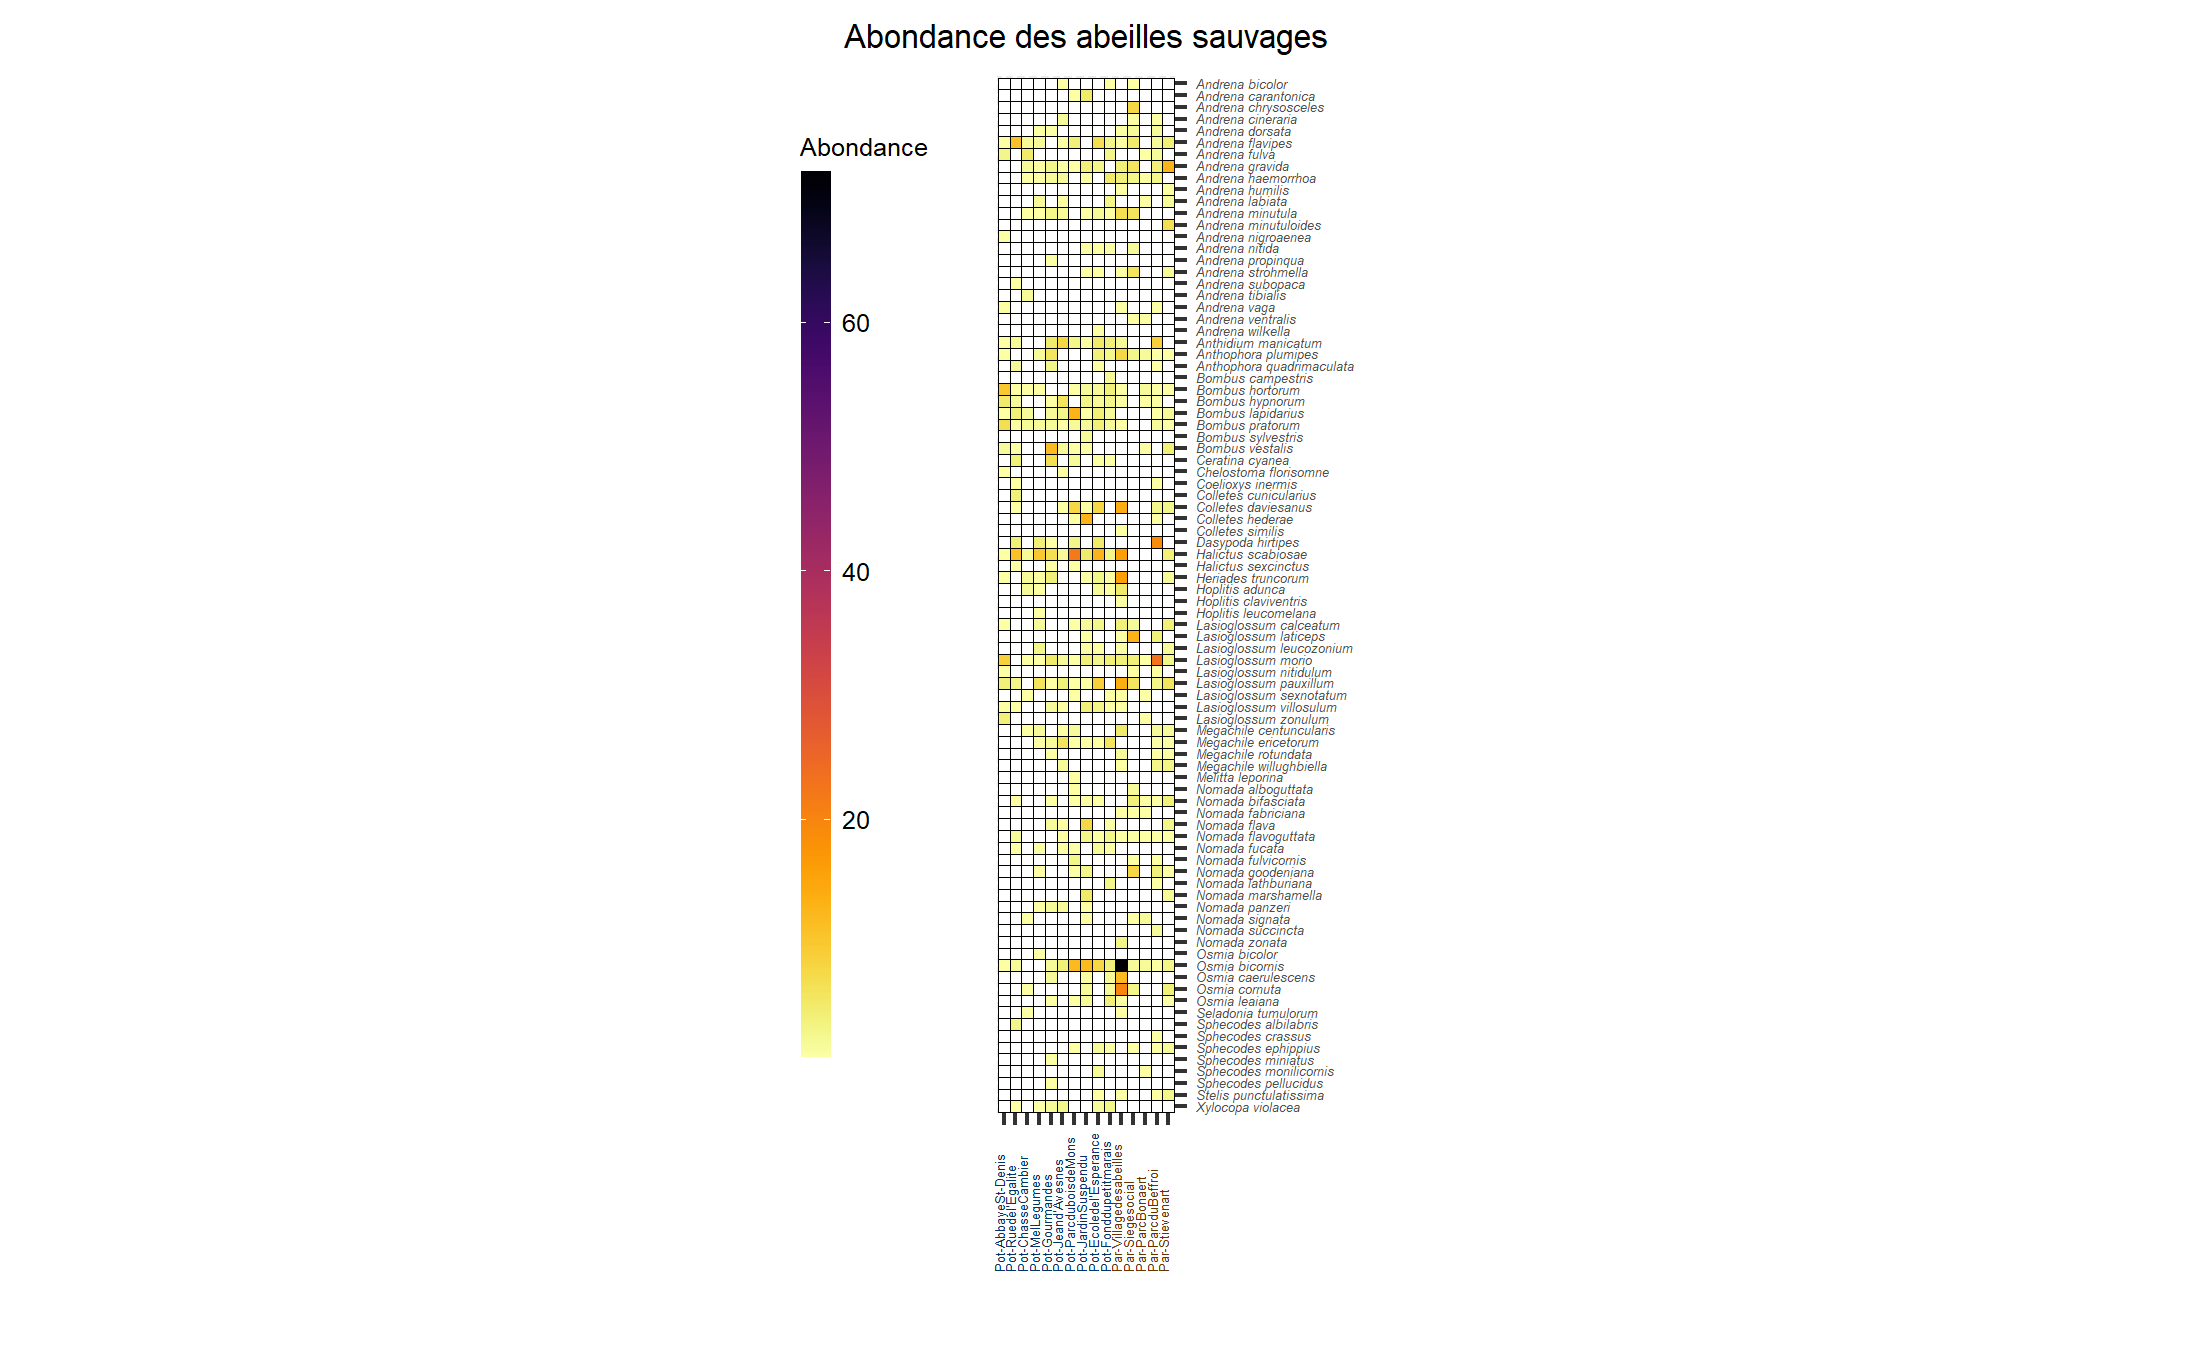 Abondance des abeilles sauvages
Abondance
60
40
20
Andrena bicolor
Andrena carantonica
Andrena chrysosceles
Andrena cineraria
Andrena dorsata
Andrena flavipes
Andrena fulva
Andrena gravida
Andrena haemorrhoa
Andrena humilis
Andrena labiata
Andrena minutula
Andrena minutuloides
Andrena nigroaenea
Andrena nitida
Andrena propinqua
Andrena strohmella
Andrena subopaca
Andrena tibialis
Andrena vaga
Andrena ventralis
Andrena wilkella
Anthidium manicatum
Anthophora plumipes
Anthophora quadrimaculata
Bombus campestris
Bombus hortorum
Bombus hypnorum
Bombus lapidarius
Bombus pratorum
Bombus sylvestris
Bombus vestalis
Ceratina cyanea
Chelostoma florisomne
Coelioxys inermis
Colletes cunicularius
Colletes daviesanus
Colletes hederae
Colletes similis
Dasypoda hirtipes
Halictus scabiosae
Halictus sexcinctus
Heriades truncorum
Hoplitis adunca
Hoplitis claviventris
Hoplitis leucomelana
Lasioglossum calceatum
Lasioglossum laticeps
Lasioglossum leucozonium
Lasioglossum morio
Lasioglossum nitidulum
Lasioglossum pauxillum
Lasioglossum sexnotatum
Lasioglossum villosulum
Lasioglossum zonulum
Megachile centuncularis
Megachile ericetorum
Megachile rotundata
Megachile willughbiella
Melitta leporina
Nomada alboguttata
Nomada bifasciata
Nomada fabriciana
Nomada flava
Nomada flavoguttata
Nomada fucata
Nomada fulvicornis
Nomada goodeniana
Nomada lathburiana
Nomada marshamella
Nomada panzeri
Nomada signata
Nomada succincta
Nomada zonata
Osmia bicolor
Osmia bicornis
Osmia caerulescens
Osmia cornuta
Osmia leaiana
Seladonia tumulorum
Sphecodes albilabris
Sphecodes crassus
Sphecodes ephippius
Sphecodes miniatus
Sphecodes monilicornis
Sphecodes pellucidus
Stelis punctulatissima
Xylocopa violacea
Pot-AbbayeSt-Denis
Pot-Ruedel'Egalite
Pot-ChasseCambier
Pot-MelLegumes
Pot-Gourmandes
Pot-Jeand'Avesnes
Pot-ParcduboisdeMons
Pot-JardinSuspendu
Pot-Ecoledel'Esperance
Pot-Fonddupetitmarais
Par-Villagedesabeilles
Par-Siegesocial
Par-ParcBonaert
Par-ParcduBeffroi
Par-Stievenart